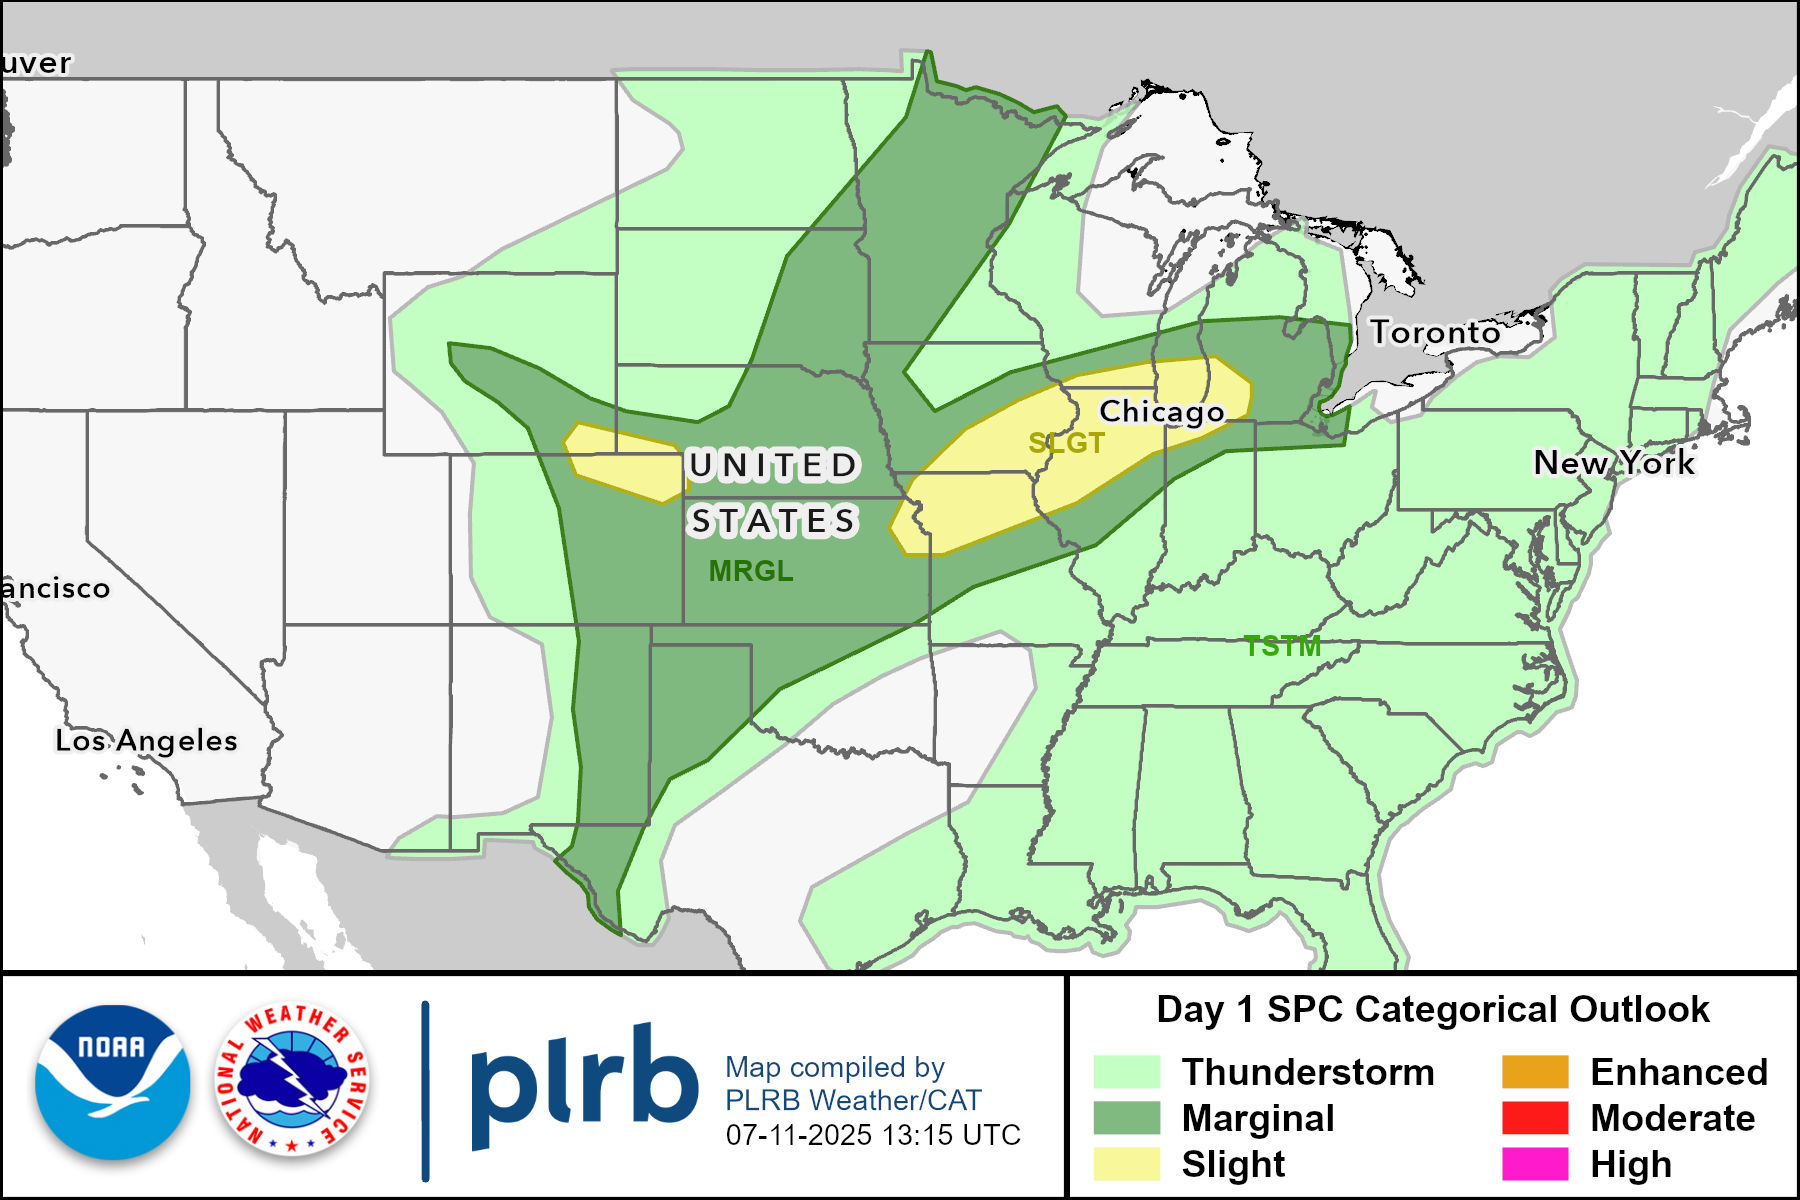 uver
Toronto
Chicago
SLGT
UNITED
STATES
New York
MRGL
ancisco
TSTM
Los Angeles
NOAA
NATIONAL WEATHER SERVICE
plrb
Map compiled by
PLRB Weather/CAT
07-11-2025 13:15 UTC
Day 1 SPC Categorical Outlook
Thunderstorm
Marginal
Slight
Enhanced
Moderate
High